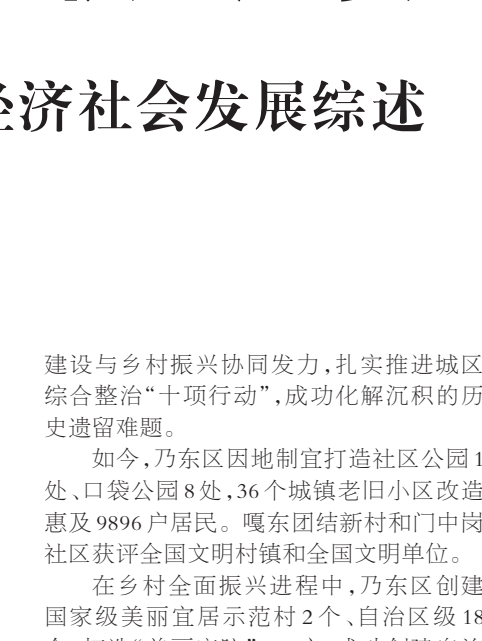 经济社会发展综述
建设与乡村振兴协同发力,扎实推进城区
综合整治“十项行动”,成功化解沉积的历
史遗留难题。
如今,乃东区因地制宜打造社区公园1
处、口袋公园8处,36个城镇老旧小区改造
惠及9896户居民。嘎东团结新村和门中岗
社区获评全国文明村镇和全国文明单位。
在乡村全面振兴进程中,乃东区创建
国家级美丽宜居示范村2个、自治区级18